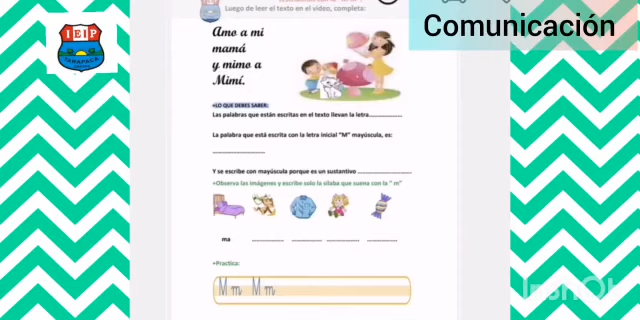 Comunicación
I E I P
TARAPACA
Luego de leer el texto en el video, completa:
Amo a mi
mamá
y mimo a
Mimí.
+LO QUE DEBES SABER:
Las palabras que están escritas en el texto llevan la letra..................
La palabra que está escrita con la letra inicial "M" mayúscula, es:
............................
Y se escribe con mayúscula porque es un sustantivo ............................
+Observa las imágenes y escribe solo la sílaba que suena con la " m"
ma ................ ................ ................ ................
+Practica:
M m M m
InShOt